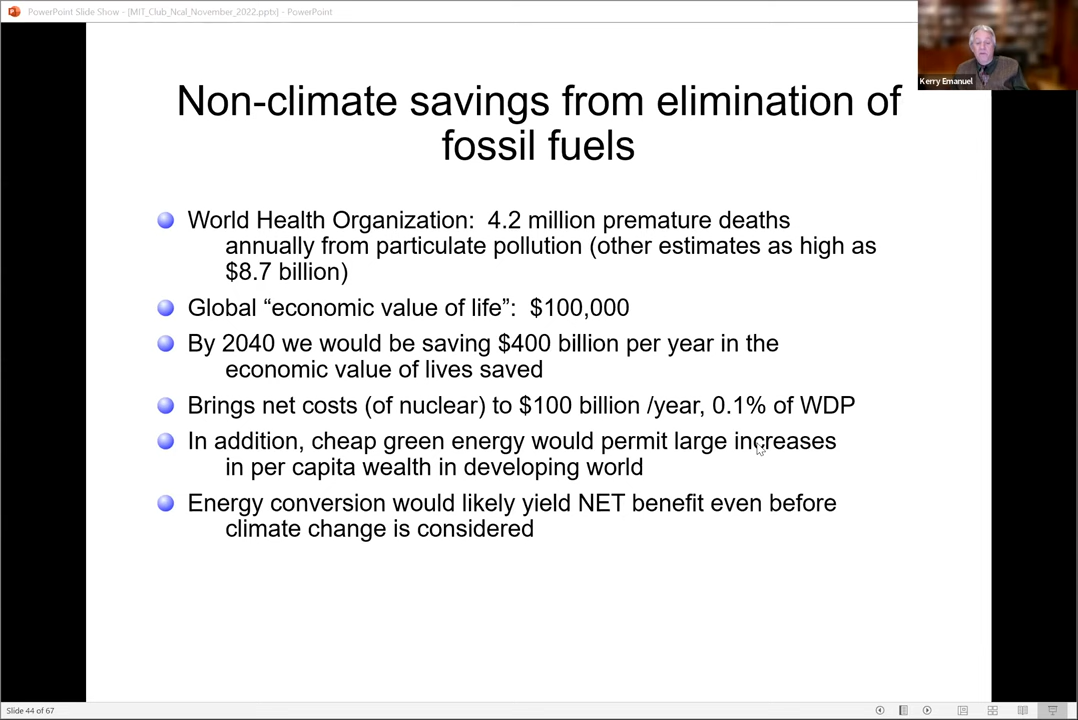 PowerPoint Slide Show - [MIT_Club_Ncal_November_2022.pptx] - PowerPoint
Kerry Emanuel
Non-climate savings from elimination of
fossil fuels
World Health Organization: 4.2 million premature deaths
annually from particulate pollution (other estimates as high as
$8.7 billion)
Global “economic value of life”: $100,000
By 2040 we would be saving $400 billion per year in the
economic value of lives saved
Brings net costs (of nuclear) to $100 billion /year, 0.1% of WDP
In addition, cheap green energy would permit large increases
in per capita wealth in developing world
Energy conversion would likely yield NET benefit even before
climate change is considered
Slide 44 of 67